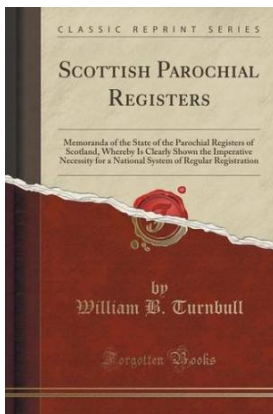 CLASSIC REPRINT SERIES
SCOTTISH PAROCHIAL
REGISTERS
Memoranda of the State of the Parochial Registers of
Scotland, Whereby Is Clearly Shown the Imperative
Necessity for a National System of Regular Registration
by
William B. Turnbull
Forgotten Books